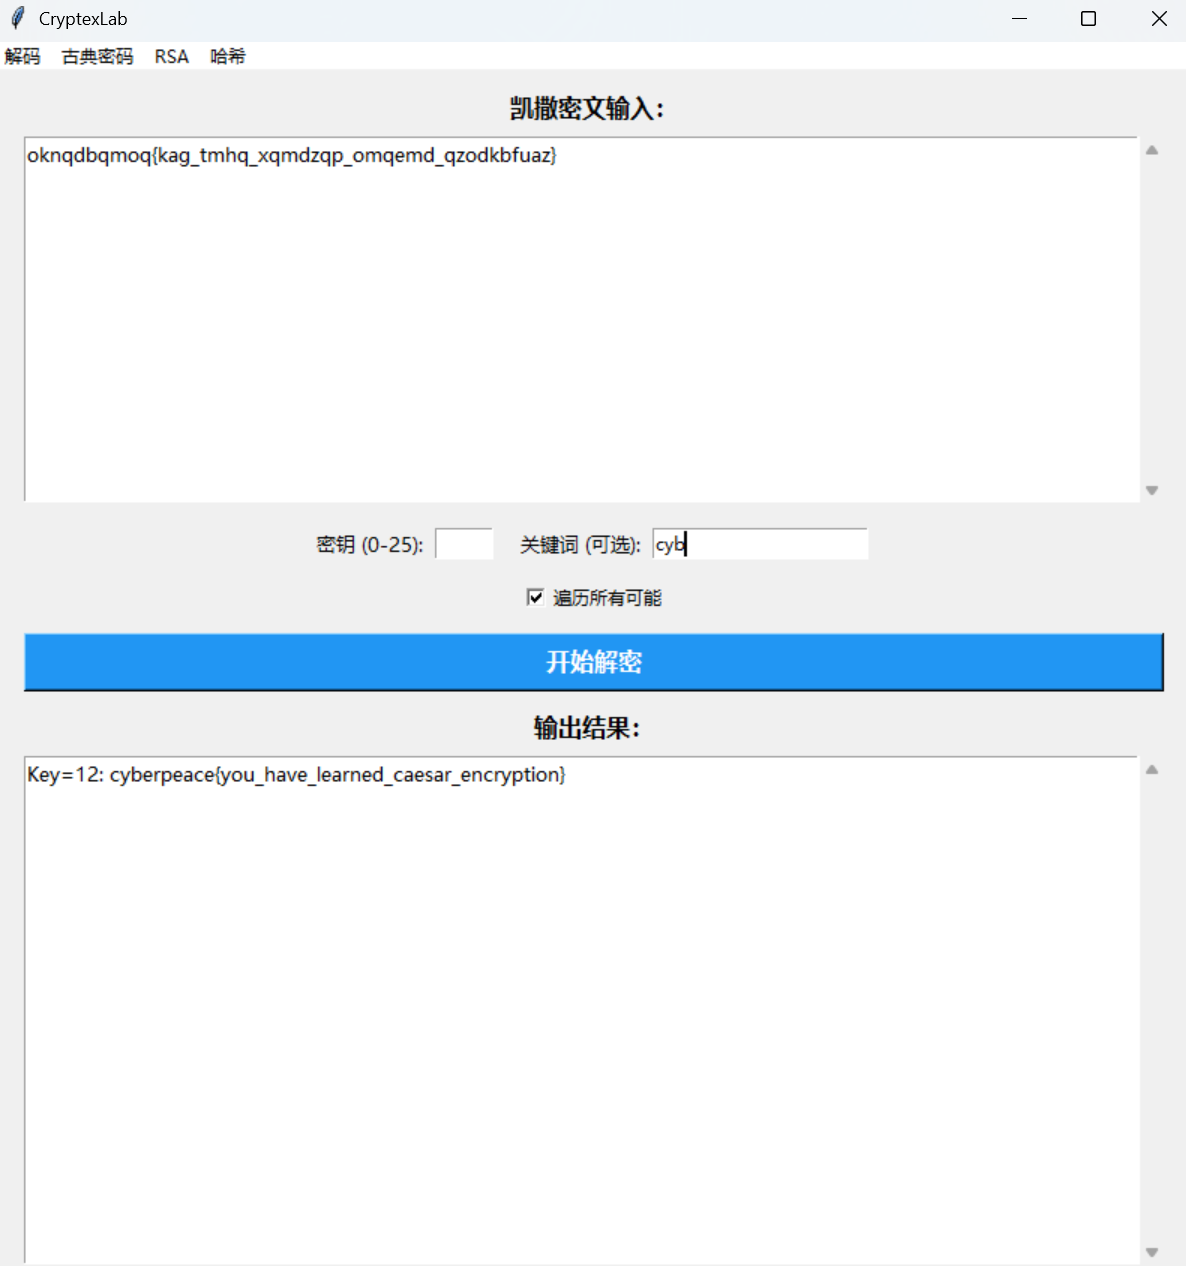 CryptexLab
解码 古典密码 RSA 哈希
凯撒密文输入：
oknqdbqmoq{kag_tmhq_xqmdzqp_omqemd_qzodkbfuaz}
密钥 (0-25): 关键词 (可选): cyb
遍历所有可能
开始解密
输出结果：
Key=12: cyberpeace{you_have_learned_caesar_encryption}